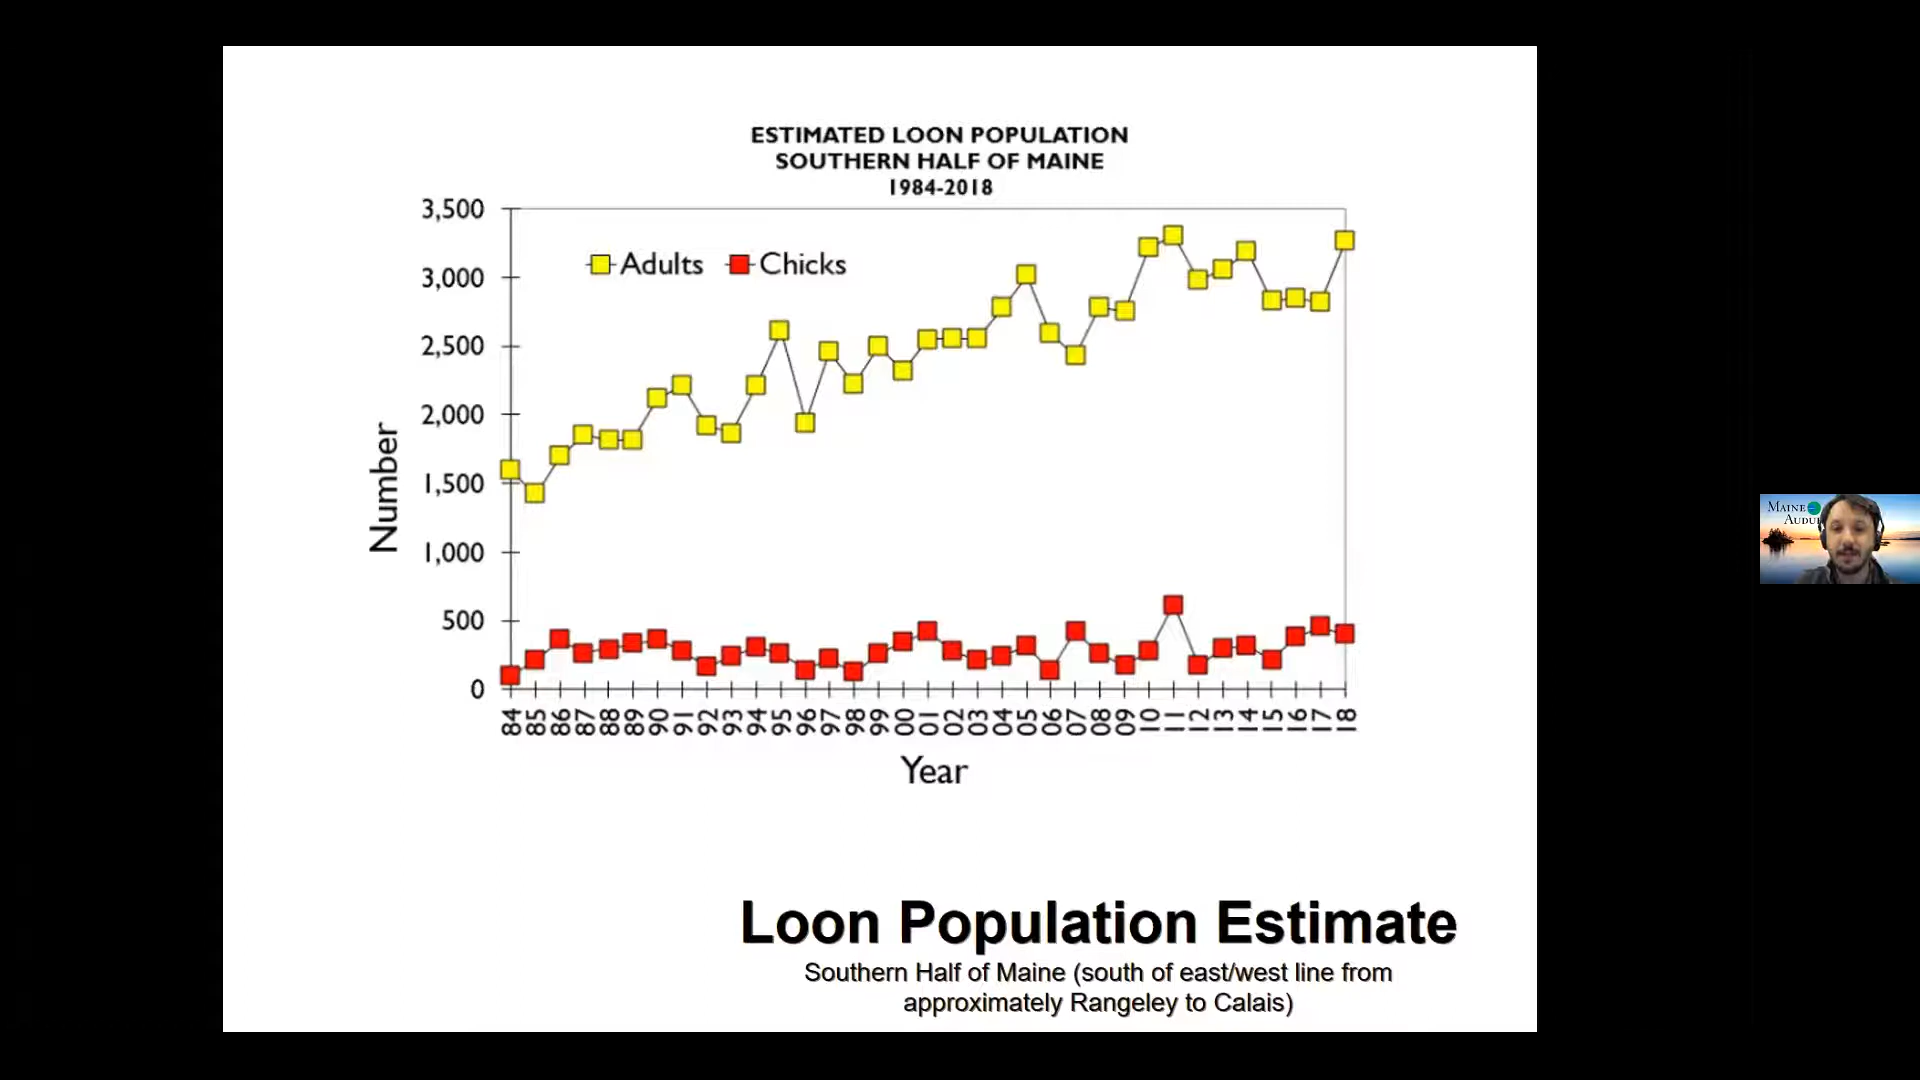 ESTIMATED LOON POPULATION
SOUTHERN HALF OF MAINE
1984-2018
3,500
3,000
2,500
2,000
1,500
1,000
500
0
Number
Adults Chicks
84 85 86 87 88 89 90 91 92 93 94 95 96 97 98 99 00 01 02 03 04 05 06 07 08 09 10 11 12 13 14 15 16 17 18
Year
Loon Population Estimate
Southern Half of Maine (south of east/west line from
approximately Rangeley to Calais)
MAINE